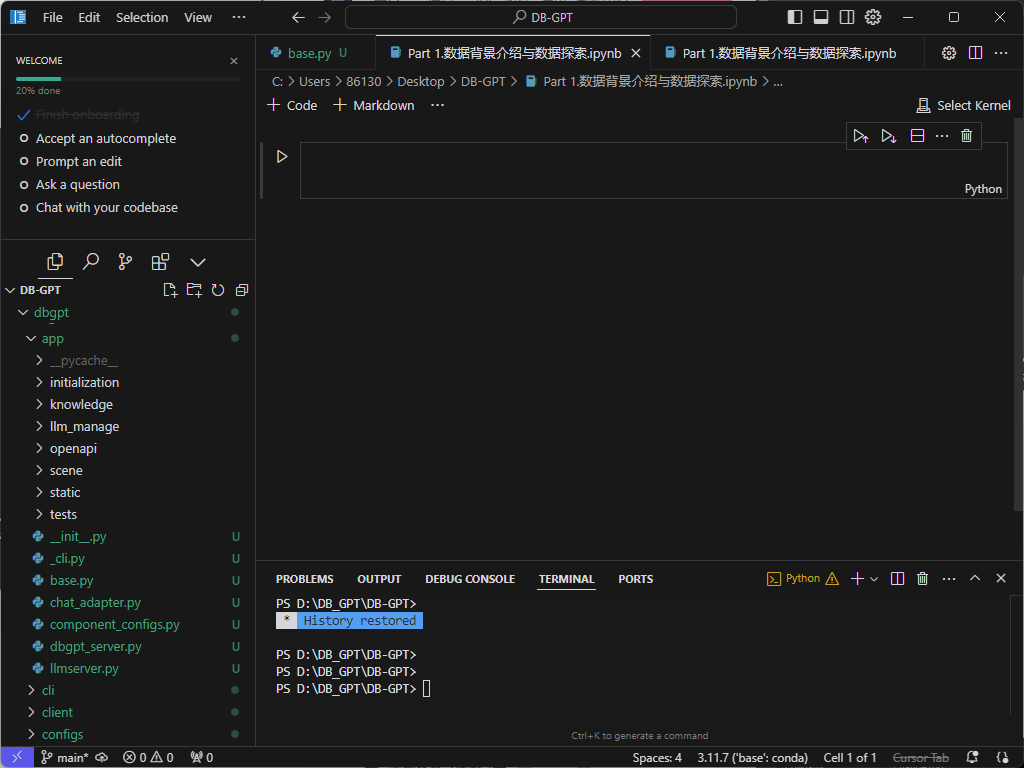 File Edit Selection View ··· DB-GPT
WELCOME
20% done
Finish onboarding
Accept an autocomplete
Prompt an edit
Ask a question
Chat with your codebase
DB-GPT
dbgpt
app
__pycache__
initialization
knowledge
llm_manage
openapi
scene
static
tests
__init__.py U
_cli.py U
base.py U
chat_adapter.py U
component_configs.py U
dbgpt_server.py U
llmserver.py U
cli
client
configs
base.py U
Part 1.数据背景介绍与数据探索.ipynb
Part 1.数据背景介绍与数据探索.ipynb
C: > Users > 86130 > Desktop > DB-GPT > Part 1.数据背景介绍与数据探索.ipynb > ...
+ Code + Markdown ··· Select Kernel
Python
PROBLEMS OUTPUT DEBUG CONSOLE TERMINAL PORTS Python
PS D:\DB_GPT\DB-GPT>
* History restored
PS D:\DB_GPT\DB-GPT>
PS D:\DB_GPT\DB-GPT>
PS D:\DB_GPT\DB-GPT>
Ctrl+K to generate a command
main* 0 0 0 Spaces: 4 3.11.7 ('base': conda) Cell 1 of 1 Cursor Tab